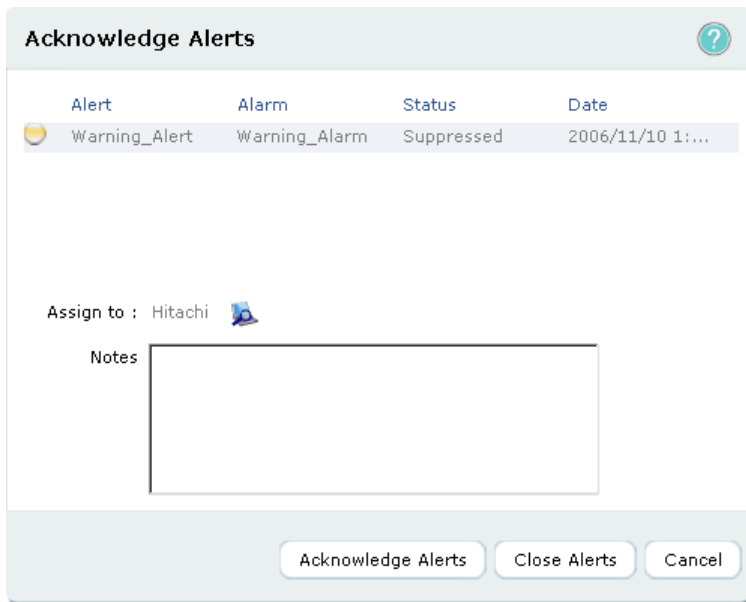 Acknowledge Alerts
?
Alert Alarm Status Date
Warning_Alert Warning_Alarm Suppressed 2006/11/10 1:...
Assign to : Hitachi
Notes
Acknowledge Alerts Close Alerts Cancel